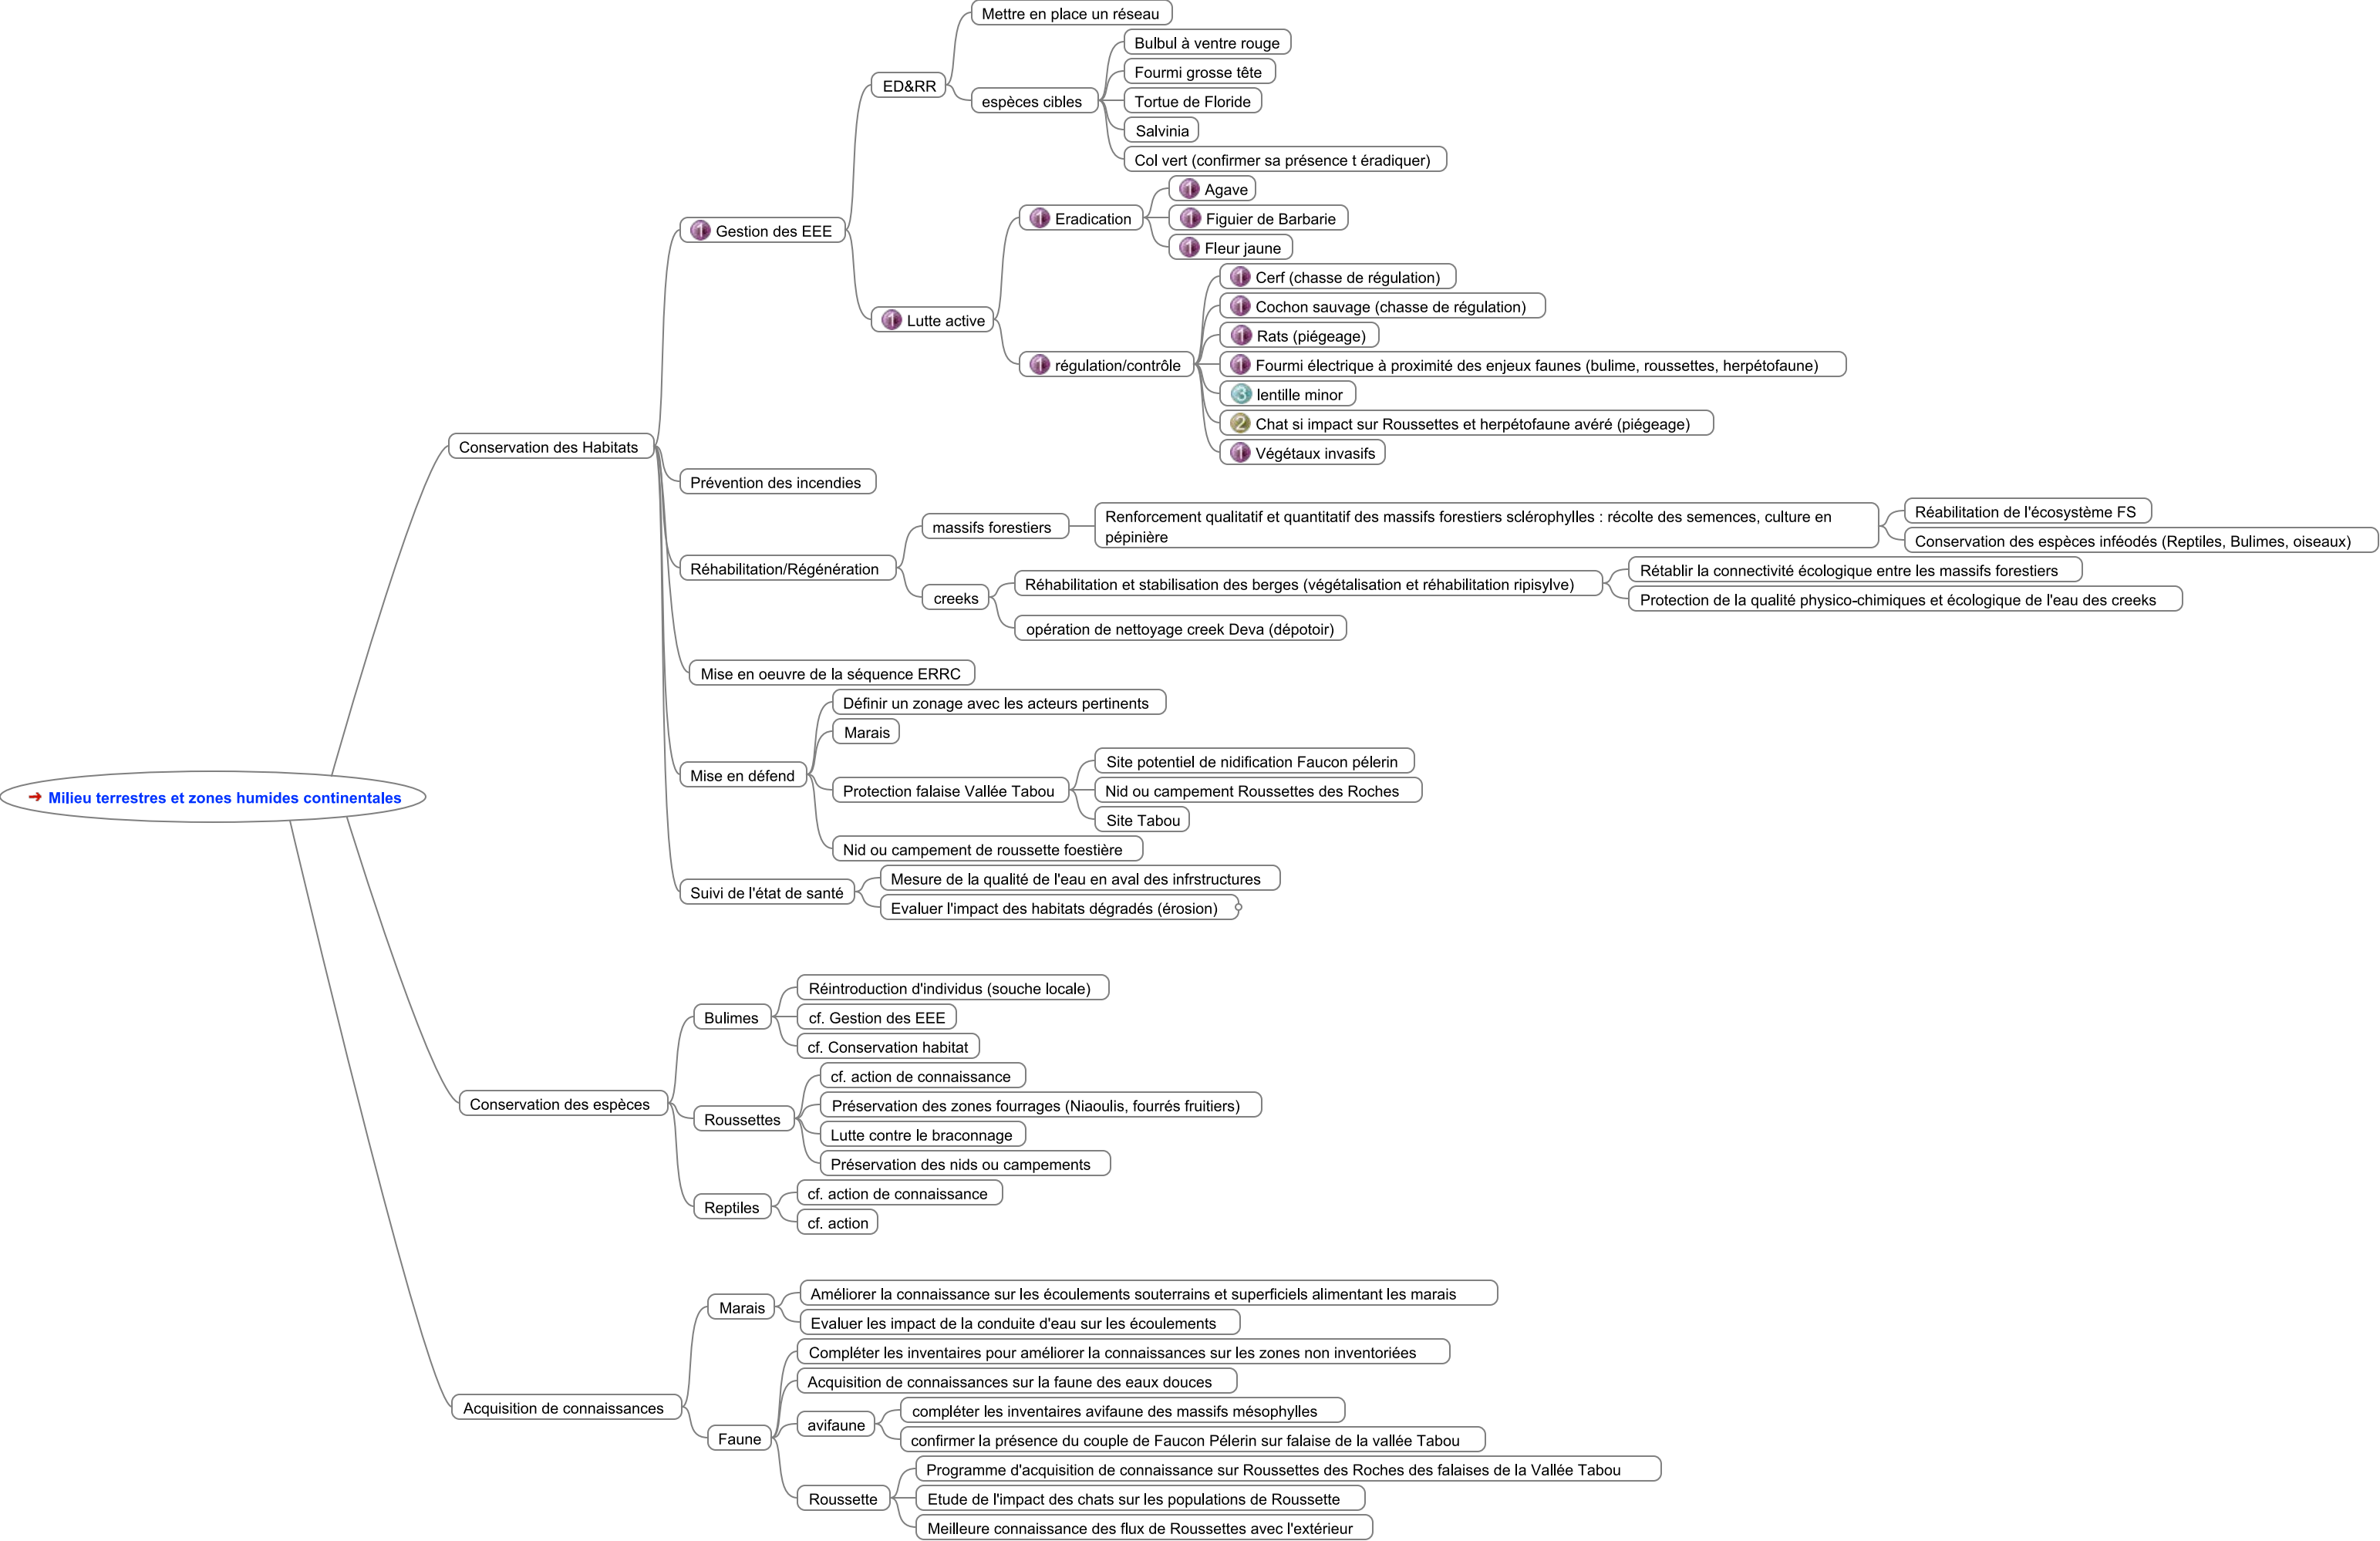 Mettre en place un réseau
Bulbul à ventre rouge
Fourmi grosse tête
ED&RR
espèces cibles
Tortue de Floride
Salvinia
Col vert (confirmer sa présence t éradiquer)
1 Agave
1 Eradication
1 Figuier de Barbarie
1 Gestion des EEE
1 Fleur jaune
1 Cerf (chasse de régulation)
1 Cochon sauvage (chasse de régulation)
1 Lutte active
1 Rats (piégeage)
1 régulation/contrôle
1 Fourmi électrique à proximité des enjeux faunes (bulime, roussettes, herpétofaune)
3 lentille minor
2 Chat si impact sur Roussettes et herpétofaune avéré (piégeage)
Conservation des Habitats
1 Végétaux invasifs
Prévention des incendies
massifs forestiers
Renforcement qualitatif et quantitatif des massifs forestiers sclérophylles : récolte des semences, culture en
pépinière
Réabilitation de l'écosystème FS
Conservation des espèces inféodés (Reptiles, Bulimes, oiseaux)
Réhabilitation/Régénération
creeks
Réhabilitation et stabilisation des berges (végétalisation et réhabilitation ripisylve)
Rétablir la connectivité écologique entre les massifs forestiers
Protection de la qualité physico-chimiques et écologique de l'eau des creeks
opération de nettoyage creek Deva (dépotoir)
Mise en oeuvre de la séquence ERRC
Définir un zonage avec les acteurs pertinents
Marais
Mise en défend
Protection falaise Vallée Tabou
Site potentiel de nidification Faucon pélerin
Nid ou campement Roussettes des Roches
Site Tabou
Milieu terrestres et zones humides continentales
Nid ou campement de roussette foestière
Suivi de l'état de santé
Mesure de la qualité de l'eau en aval des infrstructures
Evaluer l'impact des habitats dégradés (érosion)
Bulimes
Réintroduction d'individus (souche locale)
cf. Gestion des EEE
cf. Conservation habitat
Conservation des espèces
Roussettes
cf. action de connaissance
Préservation des zones fourrages (Niaoulis, fourrés fruitiers)
Lutte contre le braconnage
Préservation des nids ou campements
Reptiles
cf. action de connaissance
cf. action
Marais
Améliorer la connaissance sur les écoulements souterrains et superficiels alimentant les marais
Evaluer les impact de la conduite d'eau sur les écoulements
Acquisition de connaissances
Faune
Compléter les inventaires pour améliorer la connaissances sur les zones non inventoriées
Acquisition de connaissances sur la faune des eaux douces
avifaune
compléter les inventaires avifaune des massifs mésophylles
confirmer la présence du couple de Faucon Pélerin sur falaise de la vallée Tabou
Roussette
Programme d'acquisition de connaissance sur Roussettes des Roches des falaises de la Vallée Tabou
Etude de l'impact des chats sur les populations de Roussette
Meilleure connaissance des flux de Roussettes avec l'extérieur